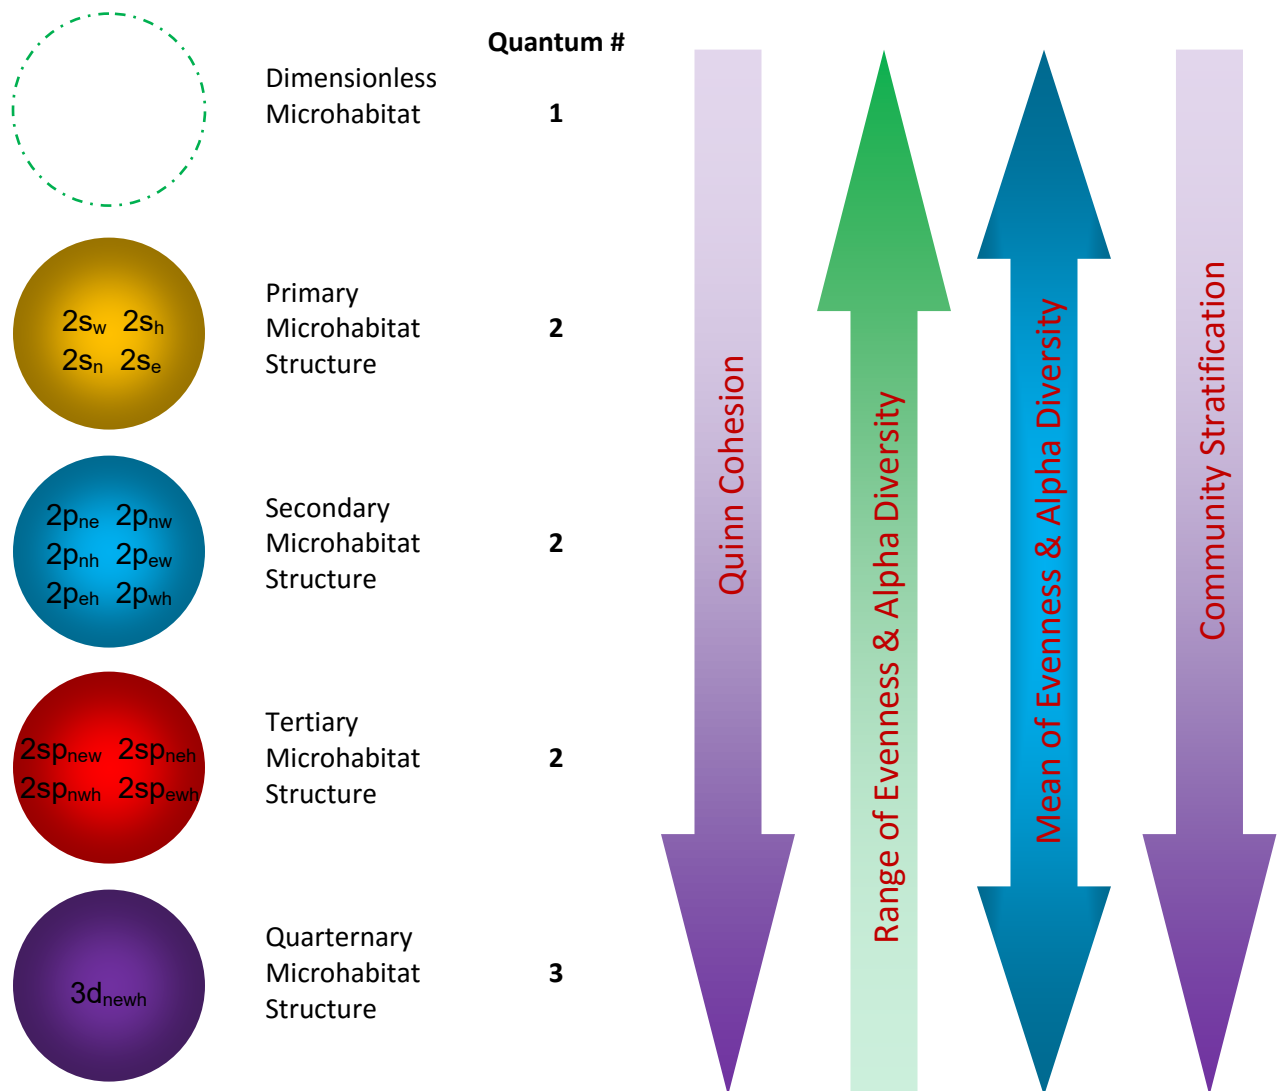 Quantum #
Dimensionless
Microhabitat
1
2sw 2sh
2sn 2se
Primary
Microhabitat
Structure
2
2pne 2pnw
2pnh 2pew
2peh 2pwh
Secondary
Microhabitat
Structure
2
2spnew 2spneh
2spnwh 2spewh
Tertiary
Microhabitat
Structure
2
3dnewh
Quarternary
Microhabitat
Structure
3
Quinn Cohesion
Range of Evenness & Alpha Diversity
Mean of Evenness & Alpha Diversity
Community Stratification